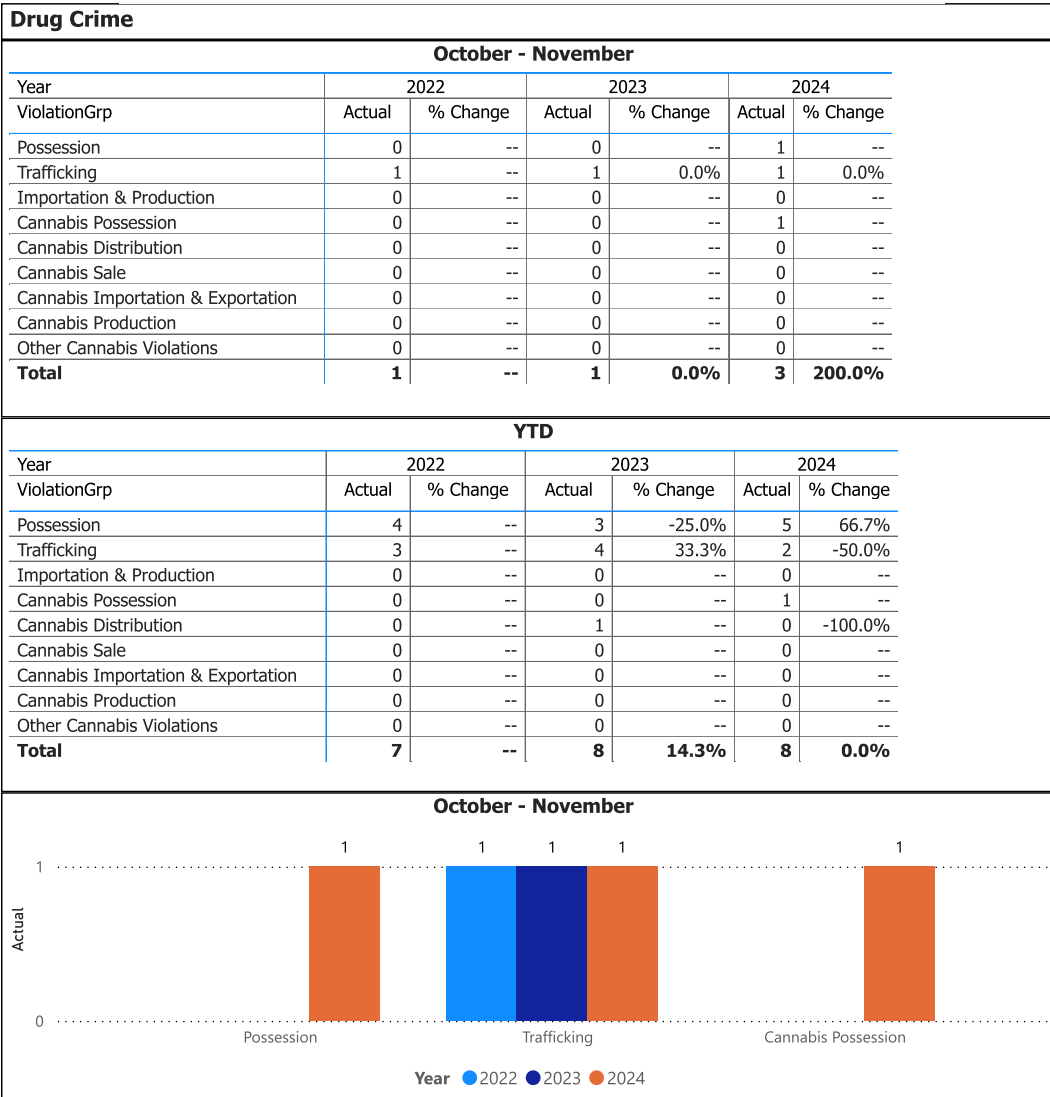 Drug Crime
October - November
Year 2022 2023 2024
ViolationGrp Actual % Change Actual % Change Actual % Change
Possession 0 -- 0 -- 1 --
Trafficking 1 -- 1 0.0% 1 0.0%
Importation & Production 0 -- 0 -- 0 --
Cannabis Possession 0 -- 0 -- 1 --
Cannabis Distribution 0 -- 0 -- 0 --
Cannabis Sale 0 -- 0 -- 0 --
Cannabis Importation & Exportation 0 -- 0 -- 0 --
Cannabis Production 0 -- 0 -- 0 --
Other Cannabis Violations 0 -- 0 -- 0 --
Total 1 -- 1 0.0% 3 200.0%
YTD
Year 2022 2023 2024
ViolationGrp Actual % Change Actual % Change Actual % Change
Possession 4 -- 3 -25.0% 5 66.7%
Trafficking 3 -- 4 33.3% 2 -50.0%
Importation & Production 0 -- 0 -- 0 --
Cannabis Possession 0 -- 0 -- 1 --
Cannabis Distribution 0 -- 1 -- 0 -100.0%
Cannabis Sale 0 -- 0 -- 0 --
Cannabis Importation & Exportation 0 -- 0 -- 0 --
Cannabis Production 0 -- 0 -- 0 --
Other Cannabis Violations 0 -- 0 -- 0 --
Total 7 -- 8 14.3% 8 0.0%
October - November
1 1 1 1 1
1
Actual
0
Possession Trafficking Cannabis Possession
Year 2022 2023 2024